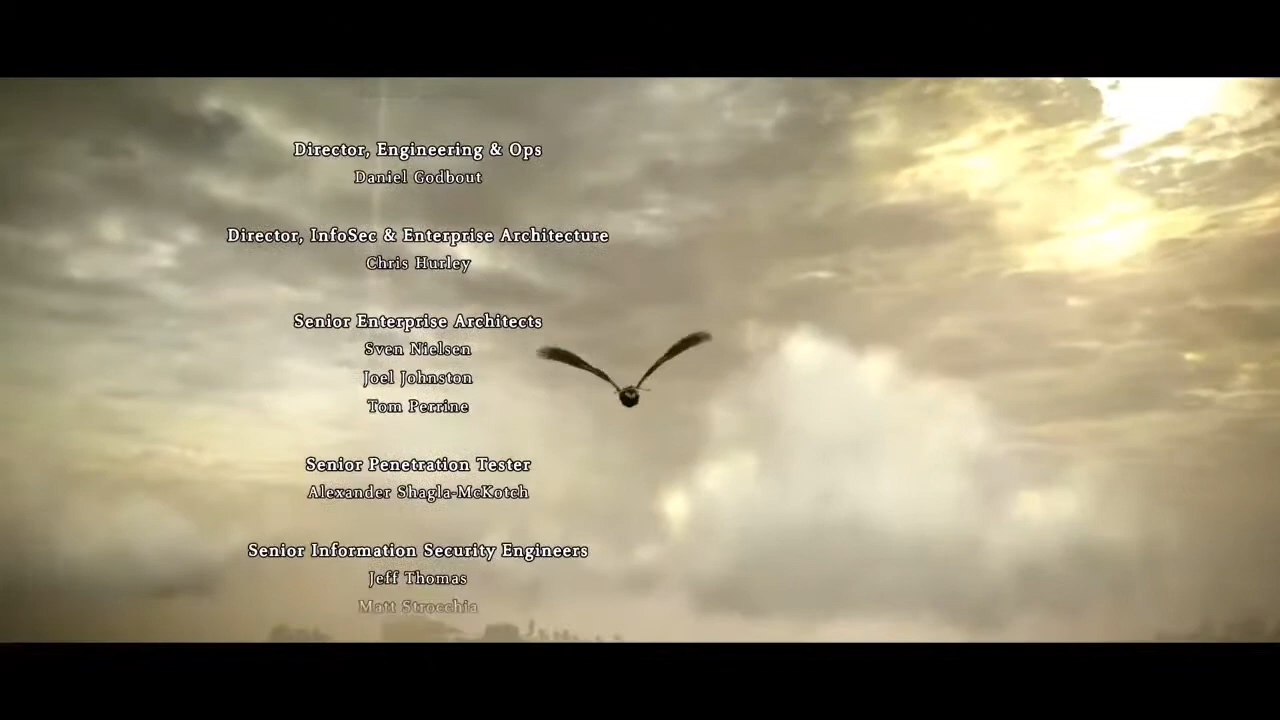 Director, Engineering & Ops
Daniel Godbout
Director, InfoSec & Enterprise Architecture
Chris Hurley
Senior Enterprise Architects
Sven Nielsen
Joel Johnston
Tom Perrine
Senior Penetration Tester
Alexander Shagla-McKotch
Senior Information Security Engineers
Jeff Thomas
Matt Strocchia